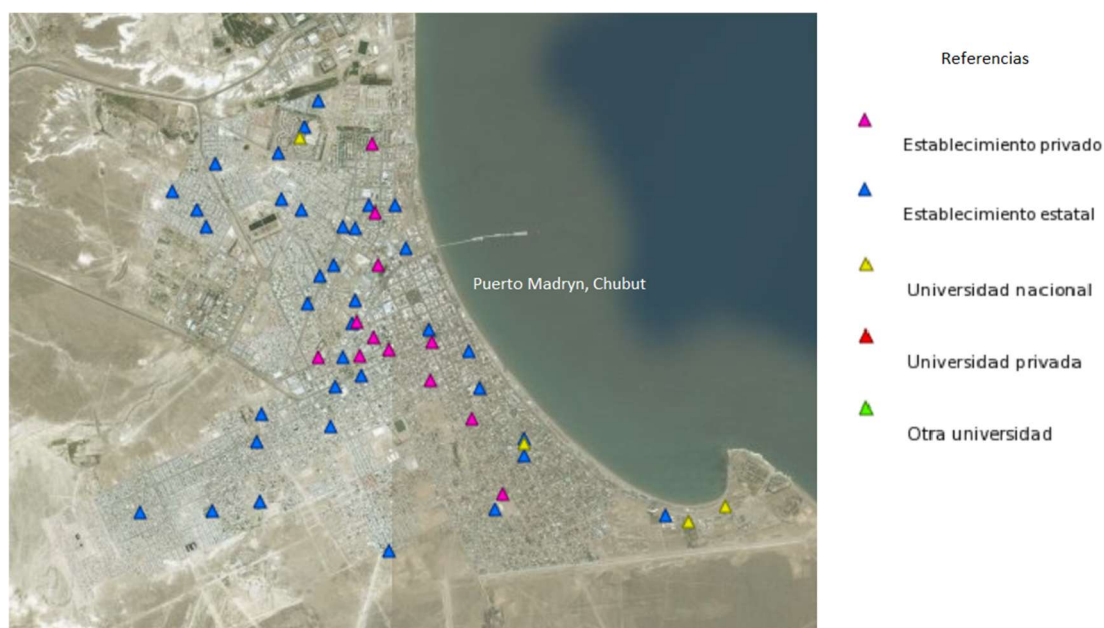 Referencias
Establecimiento privado
Establecimiento estatal
Puerto Madryn, Chubut
Universidad nacional
Universidad privada
Otra universidad